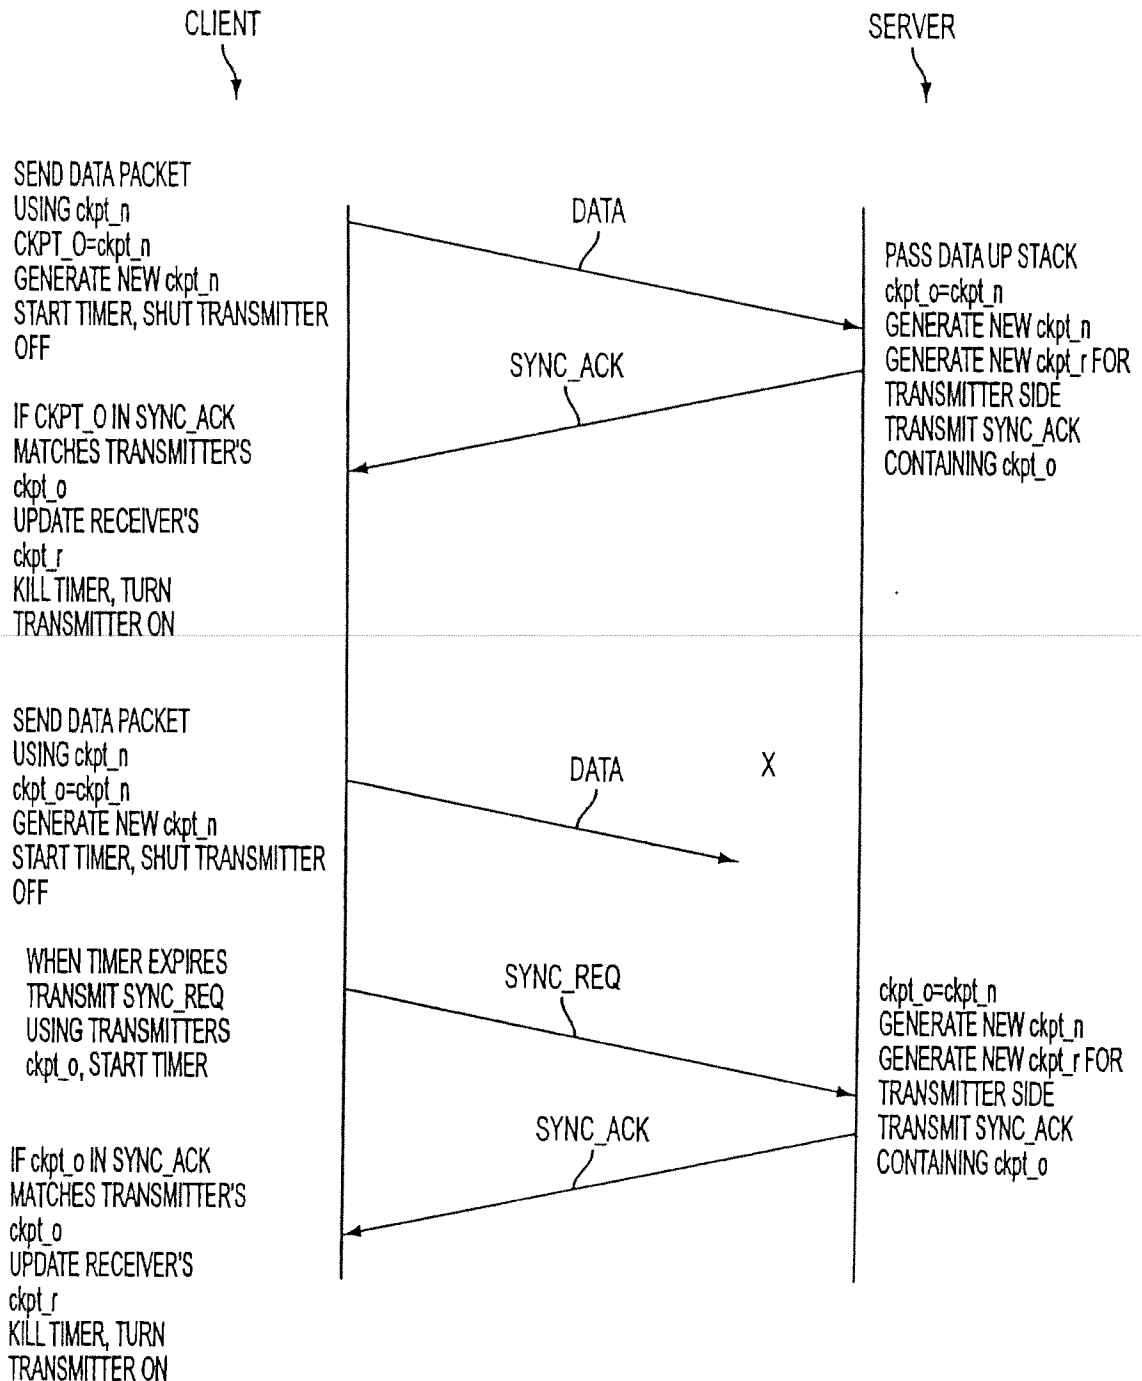 CLIENT
SERVER
SEND DATA PACKET
USING ckpt_n
CKPT_O=ckpt_n
GENERATE NEW ckpt_n
START TIMER, SHUT TRANSMITTER
OFF
DATA
PASS DATA UP STACK
ckpt_o=ckpt_n
GENERATE NEW ckpt_n
GENERATE NEW ckpt_r FOR
TRANSMITTER SIDE
TRANSMIT SYNC_ACK
CONTAINING ckpt_o
SYNC_ACK
IF CKPT_O IN SYNC_ACK
MATCHES TRANSMITTER'S
ckpt_o
UPDATE RECEIVER'S
ckpt_r
KILL TIMER, TURN
TRANSMITTER ON
SEND DATA PACKET
USING ckpt_n
ckpt_o=ckpt_n
GENERATE NEW ckpt_n
START TIMER, SHUT TRANSMITTER
OFF
DATA
X
WHEN TIMER EXPIRES
TRANSMIT SYNC_REQ
USING TRANSMITTERS
ckpt_o, START TIMER
SYNC_REQ
ckpt_o=ckpt_n
GENERATE NEW ckpt_n
GENERATE NEW ckpt_r FOR
TRANSMITTER SIDE
TRANSMIT SYNC_ACK
CONTAINING ckpt_o
SYNC_ACK
IF ckpt_o IN SYNC_ACK
MATCHES TRANSMITTER'S
ckpt_o
UPDATE RECEIVER'S
ckpt_r
KILL TIMER, TURN
TRANSMITTER ON